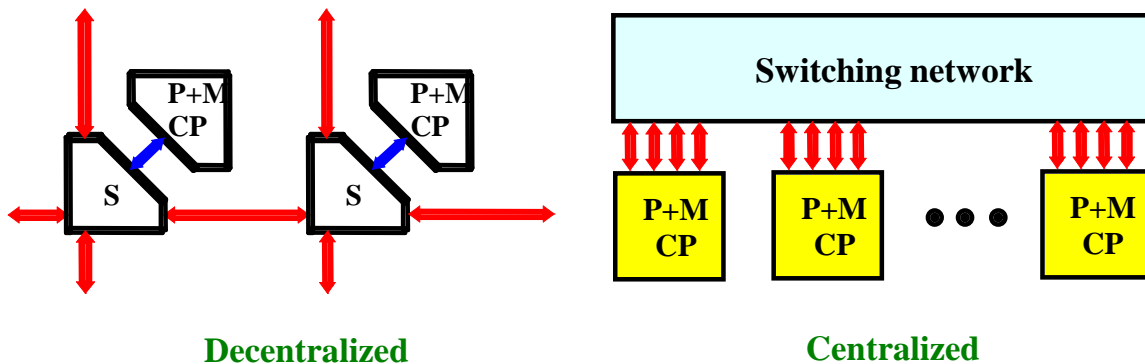 P+M
CP
S
P+M
CP
S
Decentralized
Switching network
P+M
CP
P+M
CP
P+M
CP
Centralized